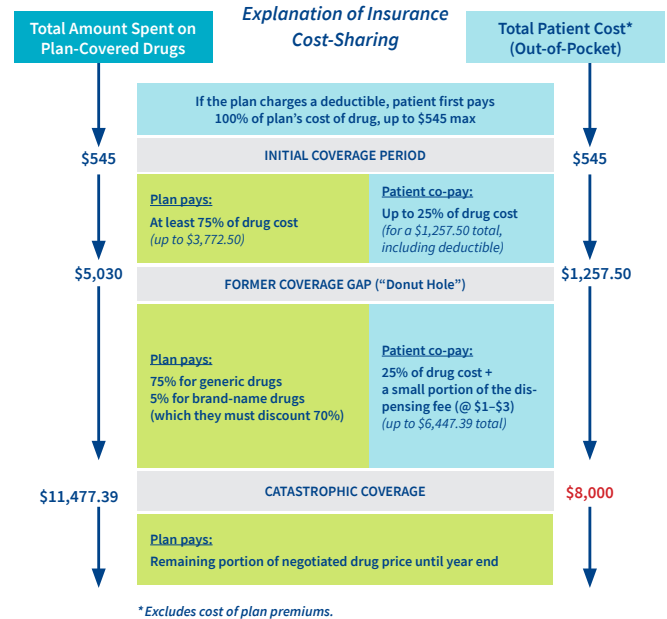 Total Amount Spent on
Plan-Covered Drugs
Explanation of Insurance
Cost-Sharing
Total Patient Cost*
(Out-of-Pocket)
If the plan charges a deductible, patient first pays
100% of plan's cost of drug, up to $545 max
$545
INITIAL COVERAGE PERIOD
$545
Plan pays:
At least 75% of drug cost
(up to $3,772.50)
Patient co-pay:
Up to 25% of drug cost
(for a $1,257.50 total,
including deductible)
$5,030
FORMER COVERAGE GAP (“Donut Hole”)
$1,257.50
Plan pays:
75% for generic drugs
5% for brand-name drugs
(which they must discount 70%)
Patient co-pay:
25% of drug cost +
a small portion of the dis-
pensing fee (@ $1–$3)
(up to $6,447.39 total)
$11,477.39
CATASTROPHIC COVERAGE
$8,000
Plan pays:
Remaining portion of negotiated drug price until year end
*Excludes cost of plan premiums.